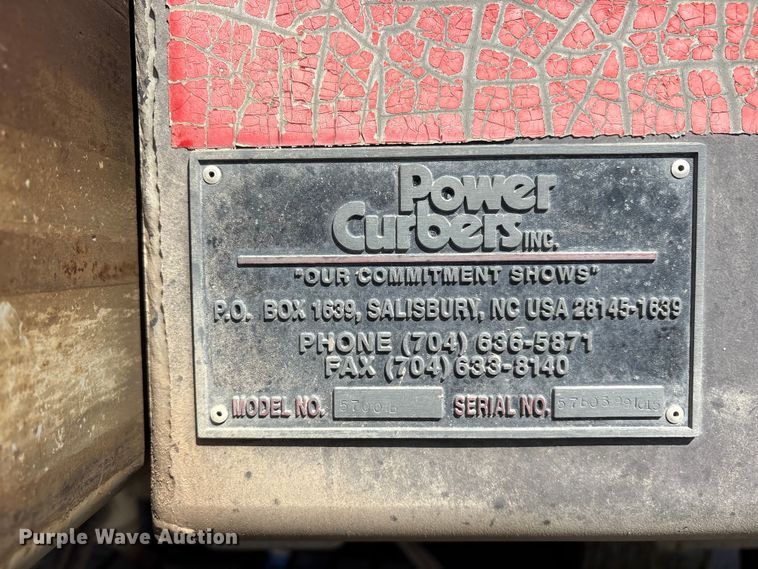 Power
Curbers INC.
"OUR COMMITMENT SHOWS"
P.O. BOX 1639, SALISBURY, NC USA 28145-1639
PHONE (704) 636-5871
FAX (704) 633-8140
MODEL NO. 5700B SERIAL NO.
Purple Wave Auction